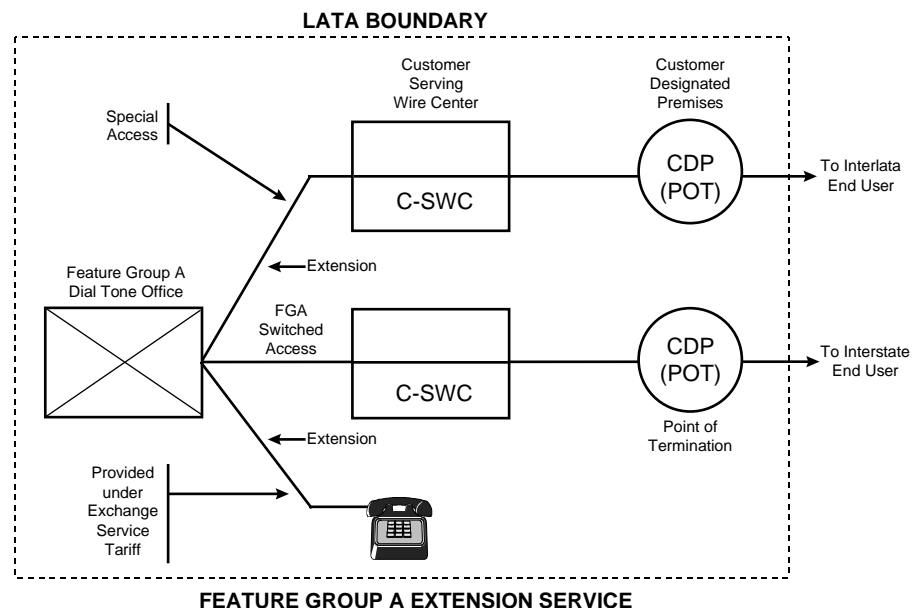 LATA BOUNDARY
Customer
Serving
Wire Center
Customer
Designated
Premises
Special
Access
CDP
(POT)
To Interlata
End User
C-SWC
Extension
Feature Group A
Dial Tone Office
FGA
Switched
Access
CDP
(POT)
To Interstate
End User
C-SWC
Extension
Point of
Termination
Provided
under
Exchange
Service
Tariff
FEATURE GROUP A EXTENSION SERVICE